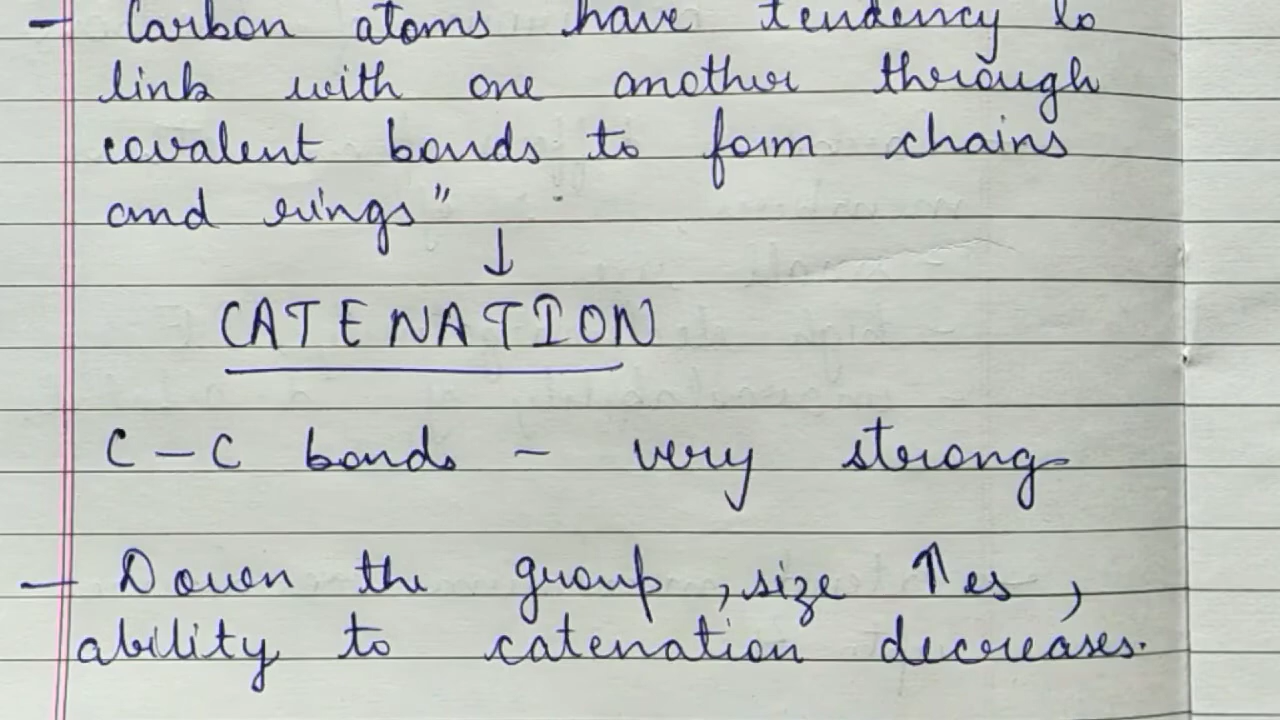 - Carbon atoms have tendency to
link with one another through
covalent bonds to form chains
and rings"
↓
CATENATION
C-C bonds - very strong
- Down the group, size ↑es,
ability to catenation decreases.